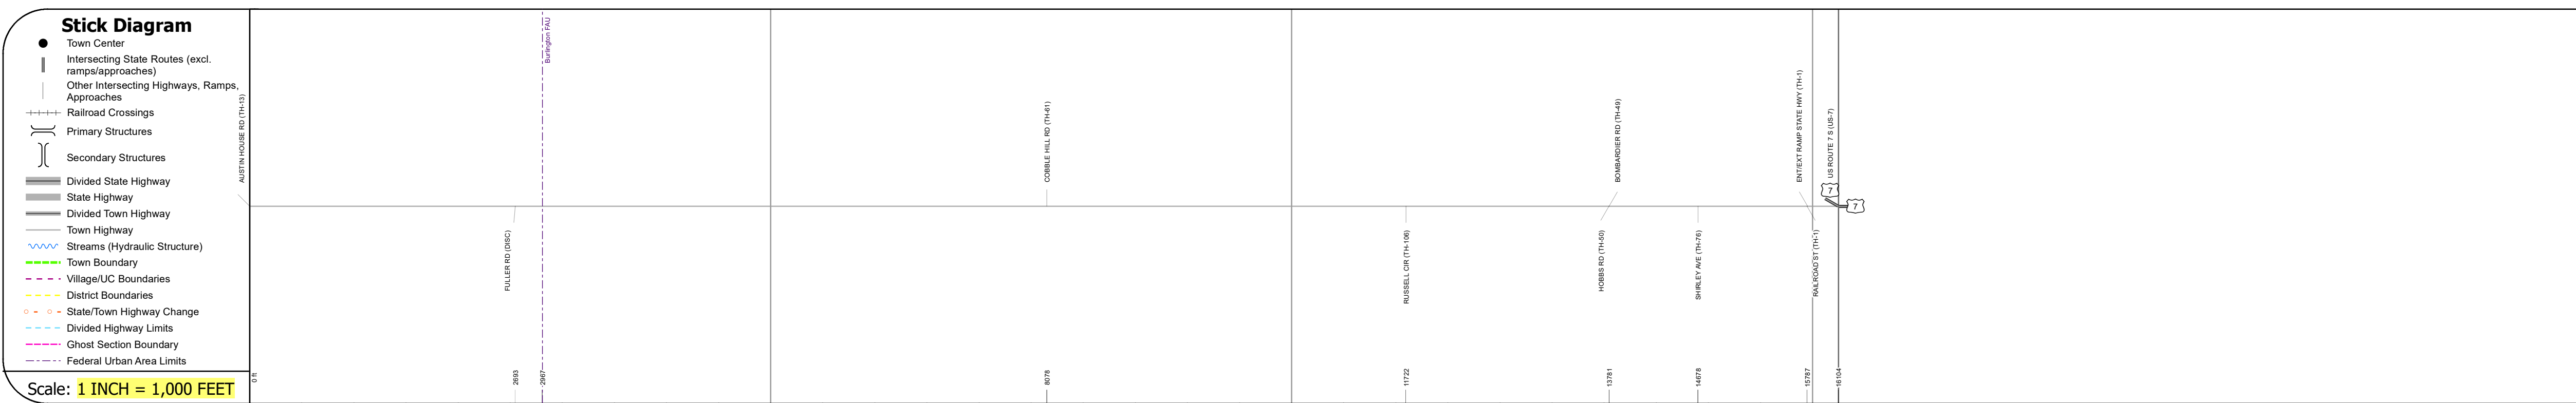 Stick Diagram
Town Center
Intersecting State Routes (excl.
ramps/approaches)
Other Intersecting Highways, Ramps,
Approaches
Railroad Crossings
Primary Structures
Secondary Structures
Divided State Highway
State Highway
Divided Town Highway
Town Highway
Streams (Hydraulic Structure)
Town Boundary
Village/UC Boundaries
District Boundaries
State/Town Highway Change
Divided Highway Limits
Ghost Section Boundary
Federal Urban Area Limits
Scale: 1 INCH = 1,000 FEET
AUSTIN HOUSE RD (TH-13)
Burlington FAU
COBBLE HILL RD (TH-61)
BOMBARDIER RD (TH-49)
ENT/EXT RAMP STATE HWY (TH-1)
US ROUTE 7 S (US-7)
7
7
FULLER RD (DISC)
RUSSELL CIR (TH-106)
HOBBS RD (TH-50)
SHIRLEY AVE (TH-76)
RAILROAD ST (TH-1)
0 ft
2693
2967
8078
11722
13781
14678
15787
16104